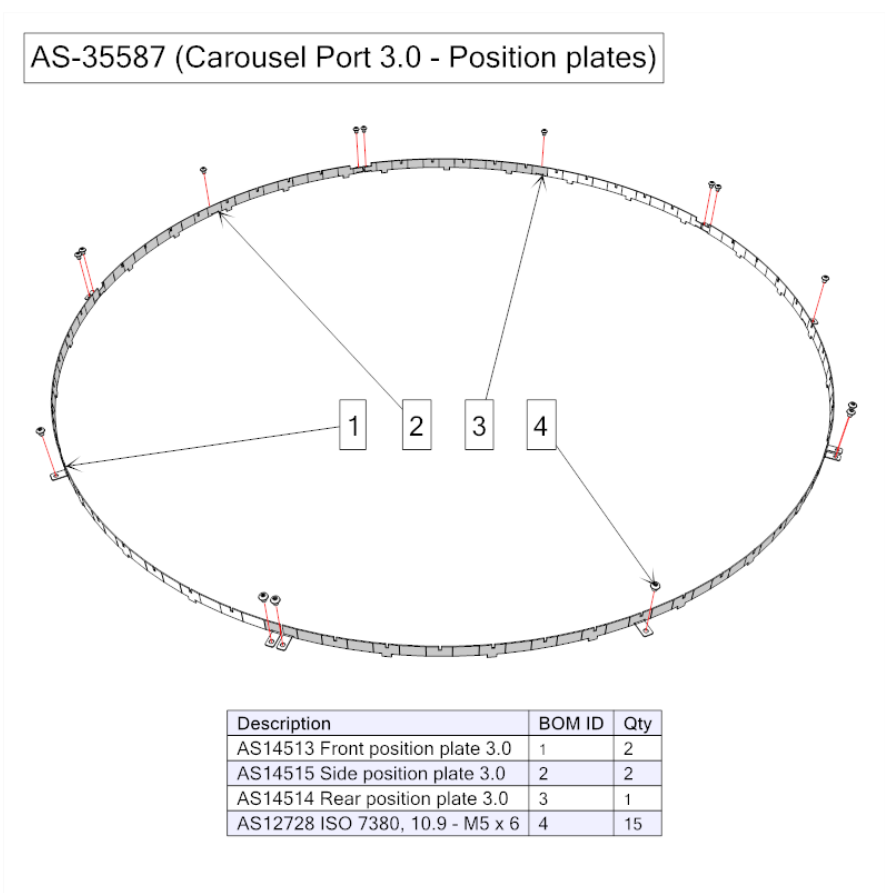 AS-35587 (Carousel Port 3.0 - Position plates)
1 2 3 4
Description BOM ID Qty
AS14513 Front position plate 3.0 1 2
AS14515 Side position plate 3.0 2 2
AS14514 Rear position plate 3.0 3 1
AS12728 ISO 7380, 10.9 - M5 x 6 4 15